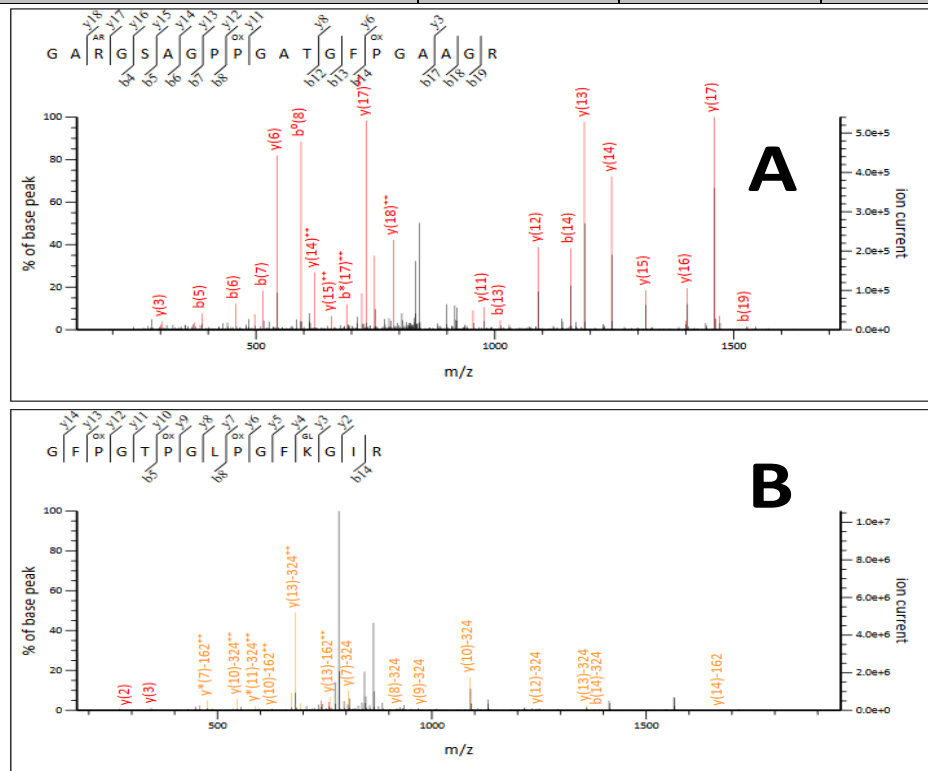 y18 y17 y16 y15 y14 y13 y12 y11 y8 y6 y3
AR OX OX
G A R G S A G P P G A T G F P G A A G R
b4 b5 b6 b7 b8 b12 b13 b14 b17 b18 b19
y(3) b(5) b(6) b(7) y(6) b⁰(8) y(14)⁺⁺ y(15)⁺⁺ b*(17)⁺⁺ y(17) y(18)⁺⁺ y(11) b(13) y(12) b(14) y(13) y(14) y(15) y(16) y(17) b(19)
A
100 80 60 40 20 0
% of base peak
5.0e+5 4.0e+5 3.0e+5 2.0e+5 1.0e+5 0.0e+0
ion current
500 1000 1500
m/z
y14 y13 y12 y11 y10 y9 y8 y7 y6 y5 y4 y3 y2
OX OX OX GL
G F P G T P G L P G F K G I R
b5 b8 b14
B
y(2) y(3) y*(7)-162⁺⁺ y(10)-324⁺⁺ y*(11)-324⁺⁺ y(10)-162⁺⁺ y(13)-324⁺⁺ y(13)-162⁺⁺ y(7)-324 y(8)-324 y(9)-324 y(10)-324 y(12)-324 y(13)-324 b(14)-324 y(14)-162
100 80 60 40 20 0
% of base peak
1.0e+7 8.0e+6 6.0e+6 4.0e+6 2.0e+6 0.0e+0
ion current
500 1000 1500
m/z